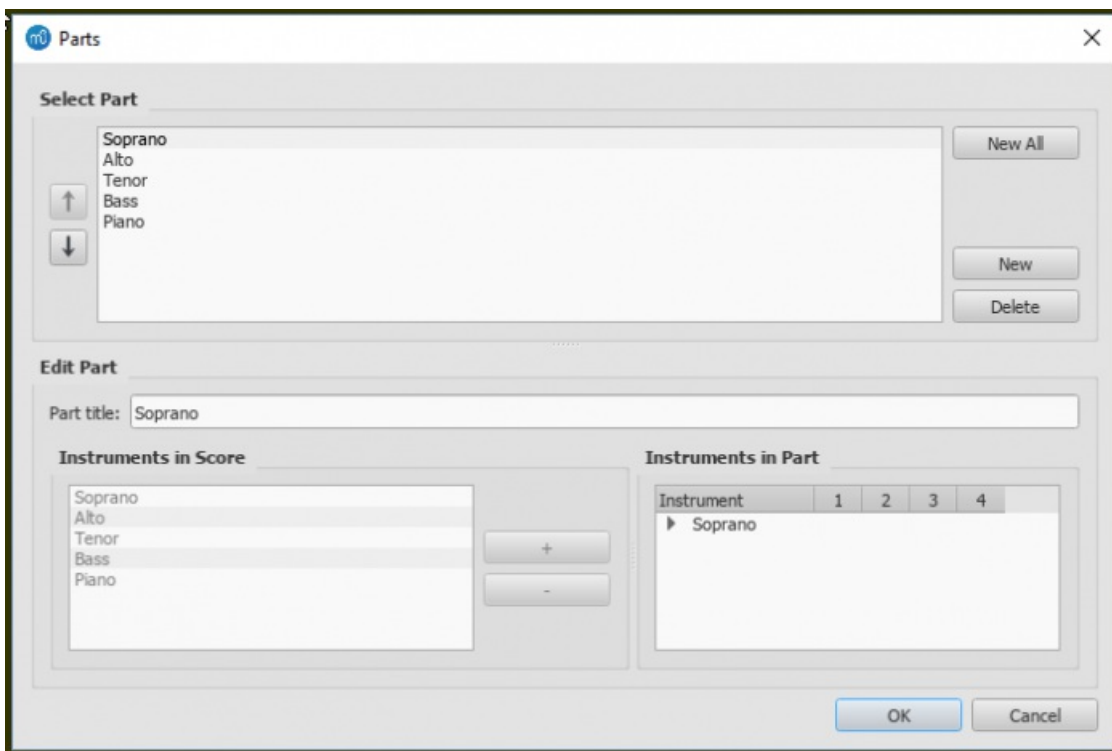 Parts
Select Part
Soprano
Alto
Tenor
Bass
Piano
New All
New
Delete
Edit Part
Part title: Soprano
Instruments in Score
Soprano
Alto
Tenor
Bass
Piano
+
-
Instruments in Part
Instrument 1 2 3 4
Soprano
OK Cancel